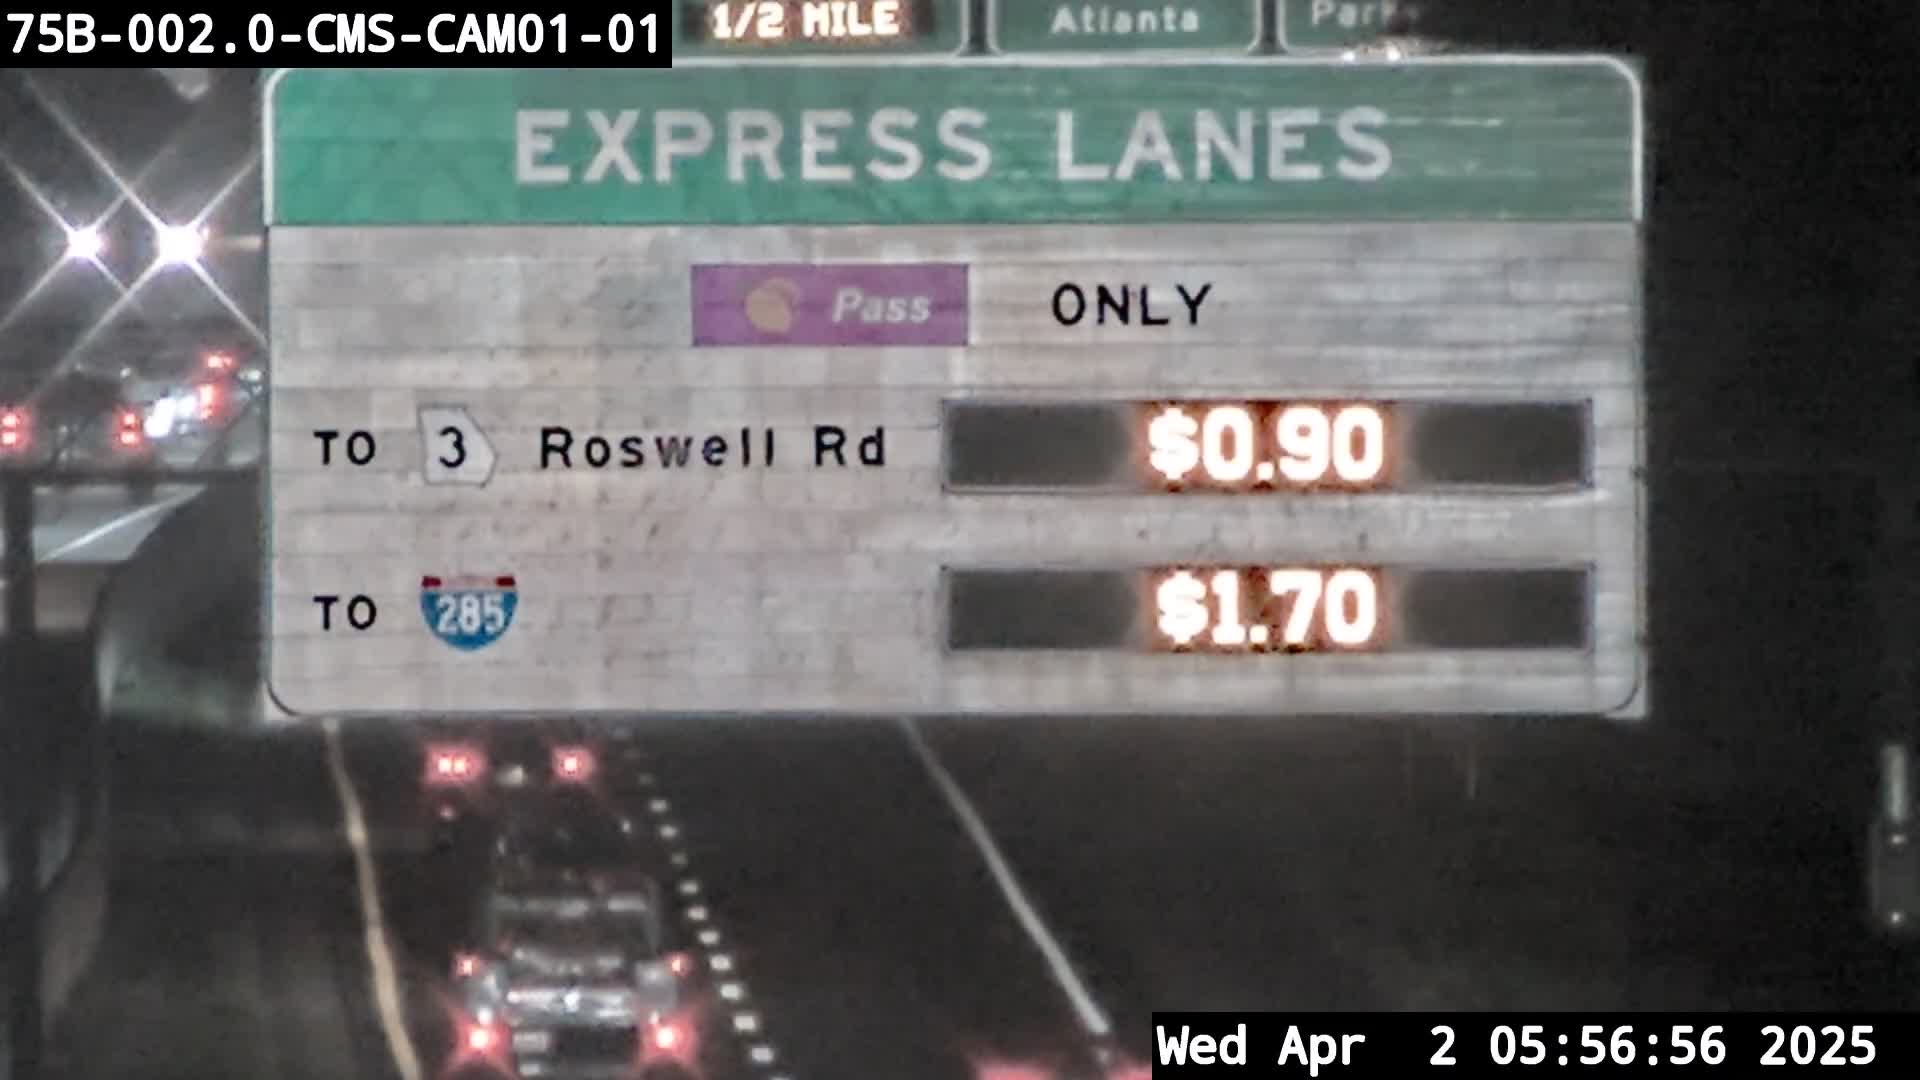 75B-002.0-CMS-CAM01-01
1/2 MILE
Atlanta
EXPRESS LANES
Pass ONLY
TO 3 Roswell Rd $0.90
TO 285 $1.70
Wed Apr 2 05:56:56 2025